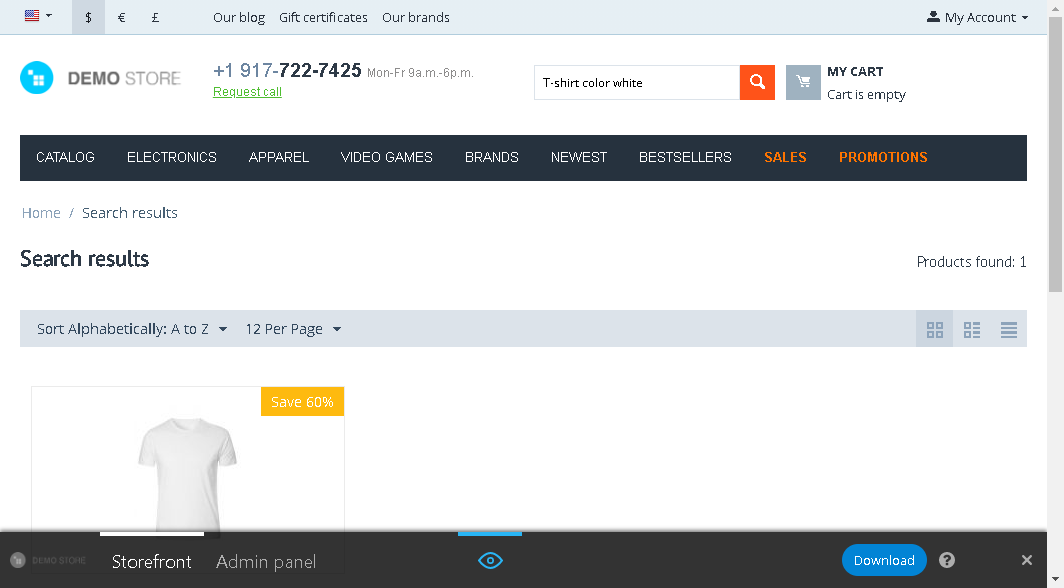 $ € £ Our blog Gift certificates Our brands My Account
DEMO STORE
+1 917-722-7425 Mon-Fr 9a.m.-6p.m.
Request call
T-shirt color white
MY CART
Cart is empty
CATALOG ELECTRONICS APPAREL VIDEO GAMES BRANDS NEWEST BESTSELLERS SALES PROMOTIONS
Home / Search results
Search results
Products found: 1
Sort Alphabetically: A to Z 12 Per Page
Save 60%
DEMO STORE Storefront Admin panel Download ?